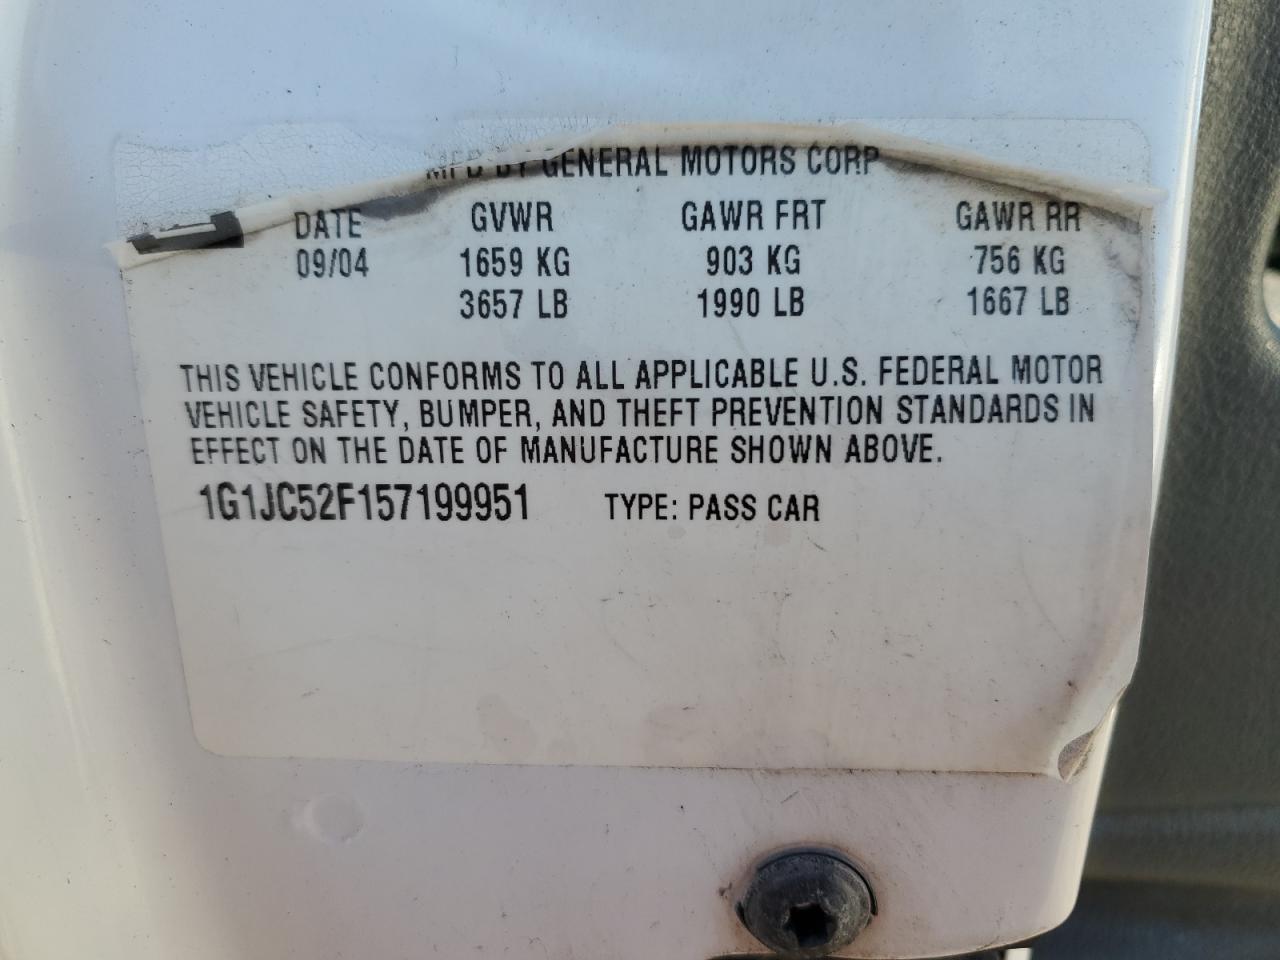 MFD BY GENERAL MOTORS CORP
DATE GVWR GAWR FRT GAWR RR
09/04 1659 KG 903 KG 756 KG
3657 LB 1990 LB 1667 LB
THIS VEHICLE CONFORMS TO ALL APPLICABLE U.S. FEDERAL MOTOR
VEHICLE SAFETY, BUMPER, AND THEFT PREVENTION STANDARDS IN
EFFECT ON THE DATE OF MANUFACTURE SHOWN ABOVE.
1G1JC52F157199951 TYPE: PASS CAR